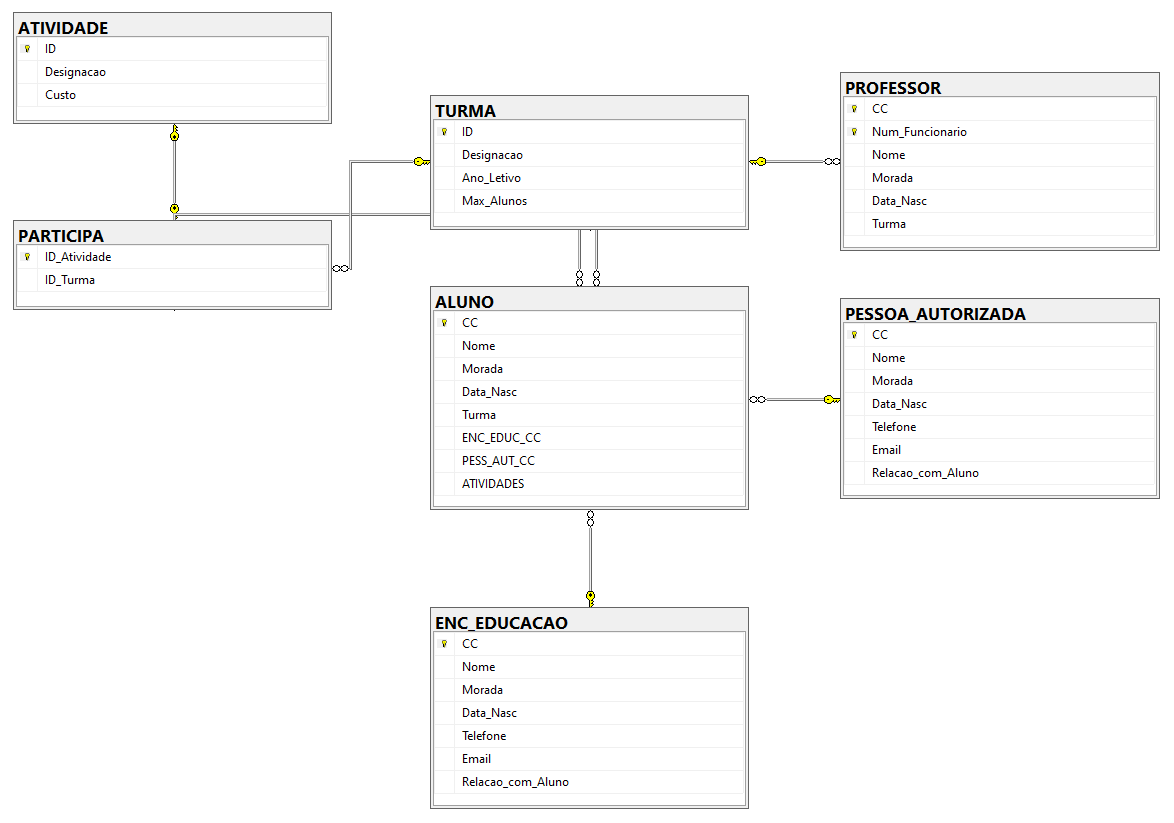 ATIVIDADE
ID
Designacao
Custo
PARTICIPA
ID_Atividade
ID_Turma
TURMA
ID
Designacao
Ano_Letivo
Max_Alunos
ALUNO
CC
Nome
Morada
Data_Nasc
Turma
ENC_EDUC_CC
PESS_AUT_CC
ATIVIDADES
ENC_EDUCACAO
CC
Nome
Morada
Data_Nasc
Telefone
Email
Relacao_com_Aluno
PROFESSOR
CC
Num_Funcionario
Nome
Morada
Data_Nasc
Turma
PESSOA_AUTORIZADA
CC
Nome
Morada
Data_Nasc
Telefone
Email
Relacao_com_Aluno